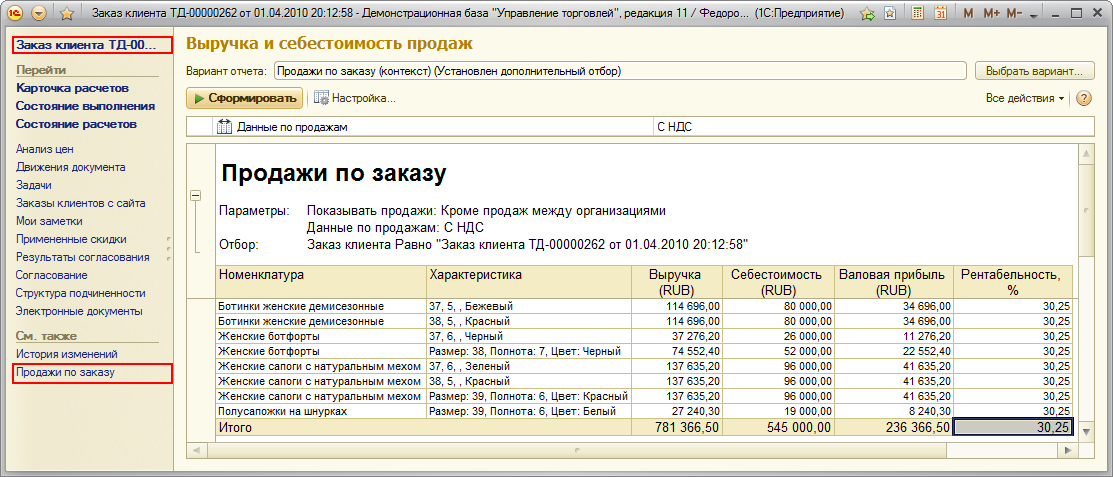 Заказ клиента ТД-00000262 от 01.04.2010 20:12:58 - Демонстрационная база "Управление торговлей", редакция 11 / Федоро... (1С:Предприятие)
31 M M+ M-
Заказ клиента ТД-00...
Перейти
Карточка расчетов
Состояние выполнения
Состояние расчетов
Анализ цен
Движения документа
Задачи
Заказы клиентов с сайта
Мои заметки
Примененные скидки
Результаты согласования
Согласование
Структура подчиненности
Электронные документы
См. также
История изменений
Продажи по заказу
Выручка и себестоимость продаж
Вариант отчета: Продажи по заказу (контекст) (Установлен дополнительный отбор) Выбрать вариант...
Сформировать Настройка... Все действия ?
Данные по продажам С НДС
Продажи по заказу
Параметры: Показывать продажи: Кроме продаж между организациями
Данные по продажам: С НДС
Отбор: Заказ клиента Равно "Заказ клиента ТД-00000262 от 01.04.2010 20:12:58"
Номенклатура Характеристика Выручка Себестоимость Валовая прибыль Рентабельность,
(RUB) (RUB) (RUB) %
Ботинки женские демисезонные 37, 5, , Бежевый 114 696,00 80 000,00 34 696,00 30,25
Ботинки женские демисезонные 38, 5, , Красный 114 696,00 80 000,00 34 696,00 30,25
Женские ботфорты 37, 6, , Черный 37 276,20 26 000,00 11 276,20 30,25
Женские ботфорты Размер: 38, Полнота: 7, Цвет: Черный 74 552,40 52 000,00 22 552,40 30,25
Женские сапоги с натуральным мехом 37, 6, , Зеленый 137 635,20 96 000,00 41 635,20 30,25
Женские сапоги с натуральным мехом 38, 5, , Красный 137 635,20 96 000,00 41 635,20 30,25
Женские сапоги с натуральным мехом Размер: 39, Полнота: 6, Цвет: Красный 137 635,20 96 000,00 41 635,20 30,25
Полусапожки на шнурках Размер: 39, Полнота: 6, Цвет: Белый 27 240,30 19 000,00 8 240,30 30,25
Итого 781 366,50 545 000,00 236 366,50 30,25